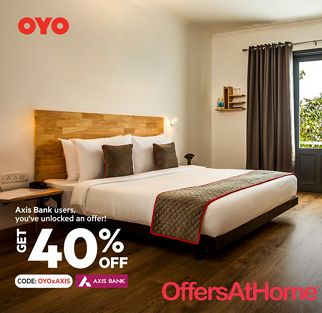 OYO
Axis Bank users,
you've unlocked an offer!
GET
40%
OFF
CODE: OYOxAXIS
AXIS BANK
OffersAtHome